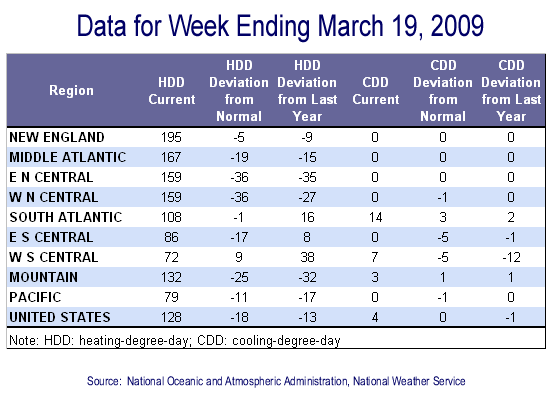 Data for Week Ending March 19, 2009
Region HDD Current HDD Deviation from Normal HDD Deviation from Last Year CDD Current CDD Deviation from Normal CDD Deviation from Last Year
NEW ENGLAND 195 -5 -9 0 0 0
MIDDLE ATLANTIC 167 -19 -15 0 0 0
E N CENTRAL 159 -36 -35 0 0 0
W N CENTRAL 159 -36 -27 0 -1 0
SOUTH ATLANTIC 108 -1 16 14 3 2
E S CENTRAL 86 -17 8 0 -5 -1
W S CENTRAL 72 9 38 7 -5 -12
MOUNTAIN 132 -25 -32 3 1 1
PACIFIC 79 -11 -17 0 -1 0
UNITED STATES 128 -18 -13 4 0 -1
Note: HDD: heating-degree-day; CDD: cooling-degree-day
Source: National Oceanic and Atmospheric Administration, National Weather Service